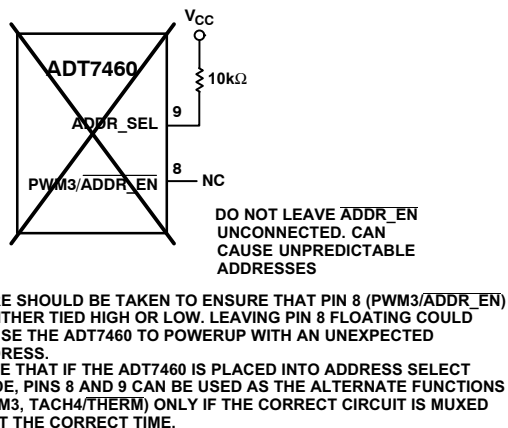 VCC
ADT7460
10kΩ
9
ADDR_SEL
8
PWM3/ADDR_EN
NC
DO NOT LEAVE ADDR_EN
UNCONNECTED. CAN
CAUSE UNPREDICTABLE
ADDRESSES
SHOULD BE TAKEN TO ENSURE THAT PIN 8 (PWM3/ADDR_EN)
TIED HIGH OR LOW. LEAVING PIN 8 FLOATING COULD
THE ADT7460 TO POWERUP WITH AN UNEXPECTED
THAT IF THE ADT7460 IS PLACED INTO ADDRESS SELECT
PINS 8 AND 9 CAN BE USED AS THE ALTERNATE FUNCTIONS
TACH4/THERM) ONLY IF THE CORRECT CIRCUIT IS MUXED
THE CORRECT TIME.